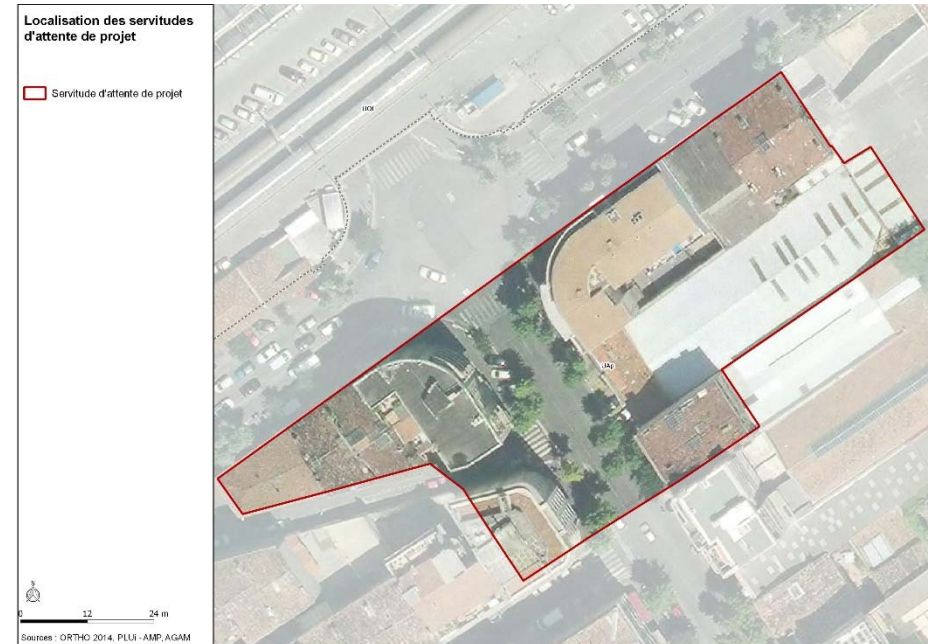 Localisation des servitudes
d'attente de projet
Servitude d'attente de projet
UAp
N
0 12 24 m
Sources : ORTHO 2014, PLUi - AMP, AGAM